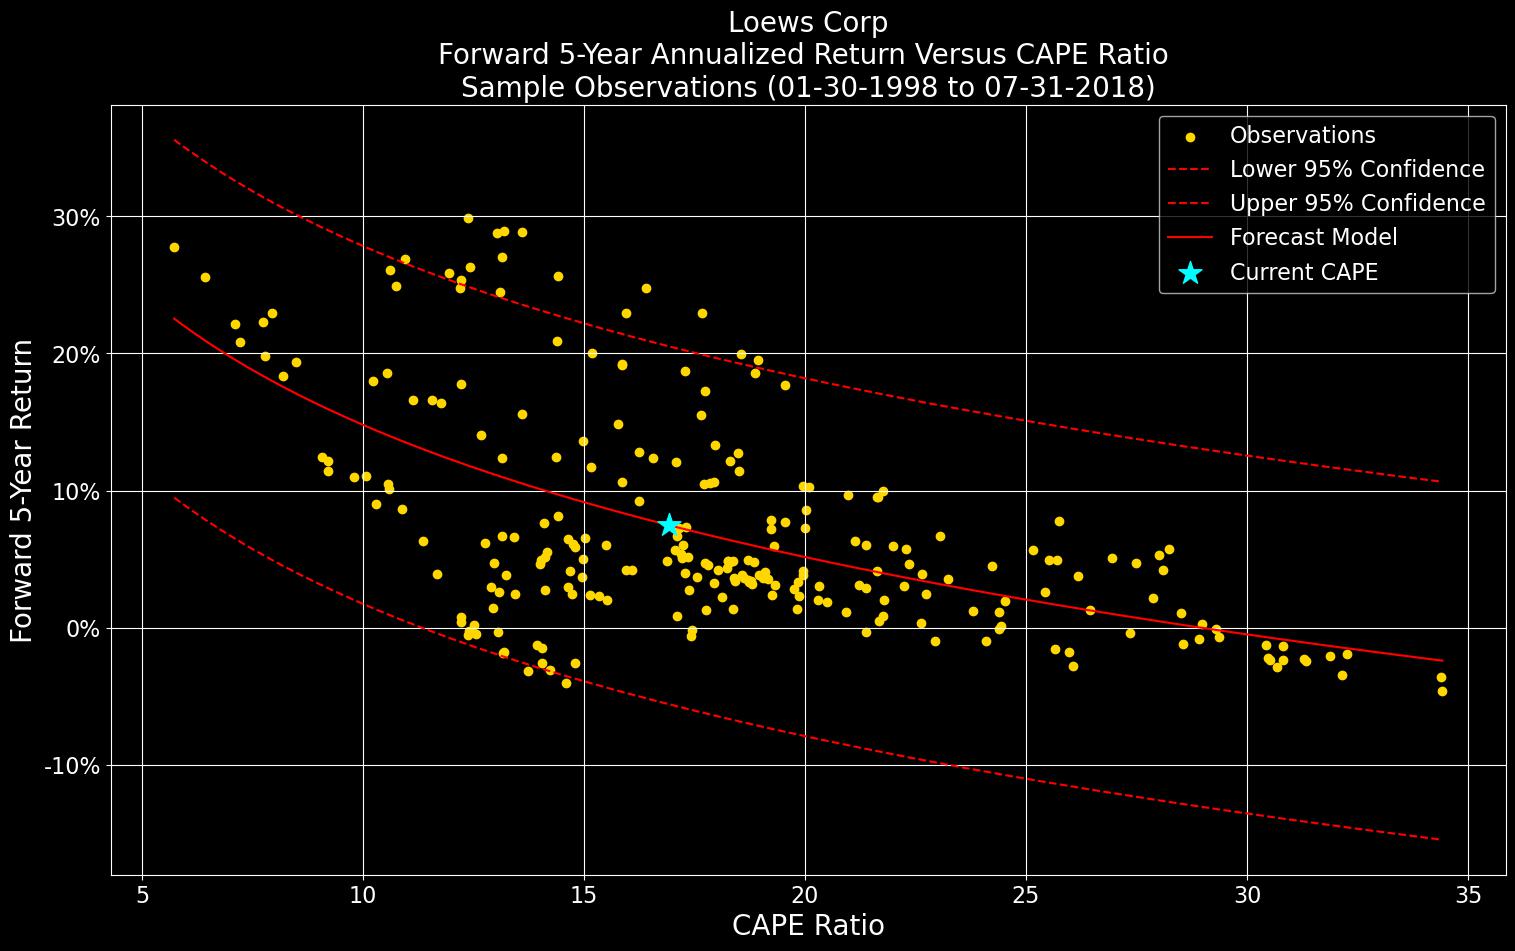 Loews Corp
Forward 5-Year Annualized Return Versus CAPE Ratio
Sample Observations (01-30-1998 to 07-31-2018)
Observations
Lower 95% Confidence
Upper 95% Confidence
Forecast Model
Current CAPE
Forward 5-Year Return
30%
20%
10%
0%
-10%
5 10 15 20 25 30 35
CAPE Ratio